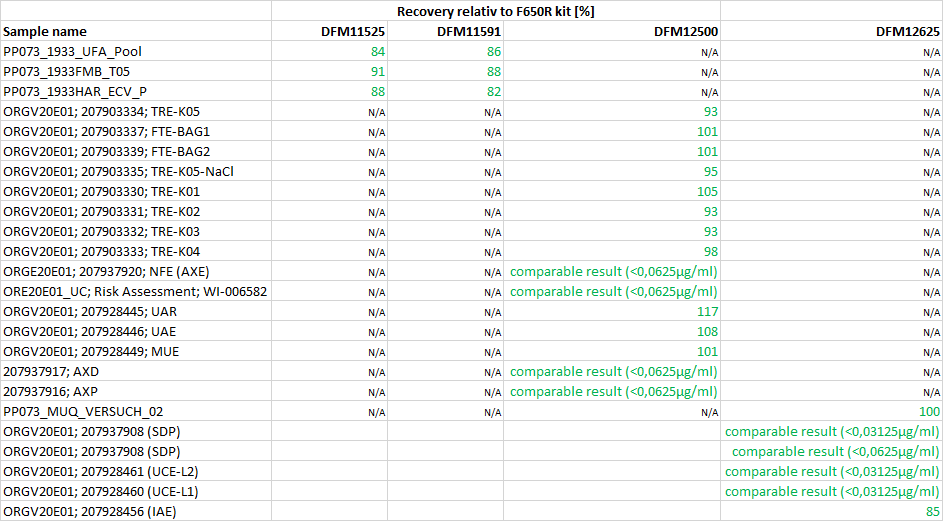 Recovery relativ to F650R kit [%]
Sample name DFM11525 DFM11591 DFM12500 DFM12625
PP073_1933_UFA_Pool 84 86 N/A N/A
PP073_1933FMB_T05 91 88 N/A N/A
PP073_1933HAR_ECV_P 88 82 N/A N/A
ORGV20E01; 207903334; TRE-K05 N/A N/A 93 N/A
ORGV20E01; 207903337; FTE-BAG1 N/A N/A 101 N/A
ORGV20E01; 207903339; FTE-BAG2 N/A N/A 101 N/A
ORGV20E01; 207903335; TRE-K05-NaCl N/A N/A 95 N/A
ORGV20E01; 207903330; TRE-K01 N/A N/A 105 N/A
ORGV20E01; 207903331; TRE-K02 N/A N/A 93 N/A
ORGV20E01; 207903332; TRE-K03 N/A N/A 93 N/A
ORGV20E01; 207903333; TRE-K04 N/A N/A 98 N/A
ORGE20E01; 207937920; NFE (AXE) N/A N/A comparable result (<0,0625µg/ml) N/A
ORE20E01_UC; Risk Assessment; WI-006582 N/A N/A comparable result (<0,0625µg/ml) N/A
ORGV20E01; 207928445; UAR N/A N/A 117 N/A
ORGV20E01; 207928446; UAE N/A N/A 108 N/A
ORGV20E01; 207928449; MUE N/A N/A 101 N/A
207937917; AXD N/A N/A comparable result (<0,0625µg/ml) N/A
207937916; AXP N/A N/A comparable result (<0,0625µg/ml) N/A
PP073_MUQ_VERSUCH_02 N/A N/A N/A 100
ORGV20E01; 207937908 (SDP) comparable result (<0,03125µg/ml)
ORGV20E01; 207937908 (SDP) comparable result (<0,0625µg/ml)
ORGV20E01; 207928461 (UCE-L2) comparable result (<0,03125µg/ml)
ORGV20E01; 207928460 (UCE-L1) comparable result (<0,03125µg/ml)
ORGV20E01; 207928456 (IAE) 85